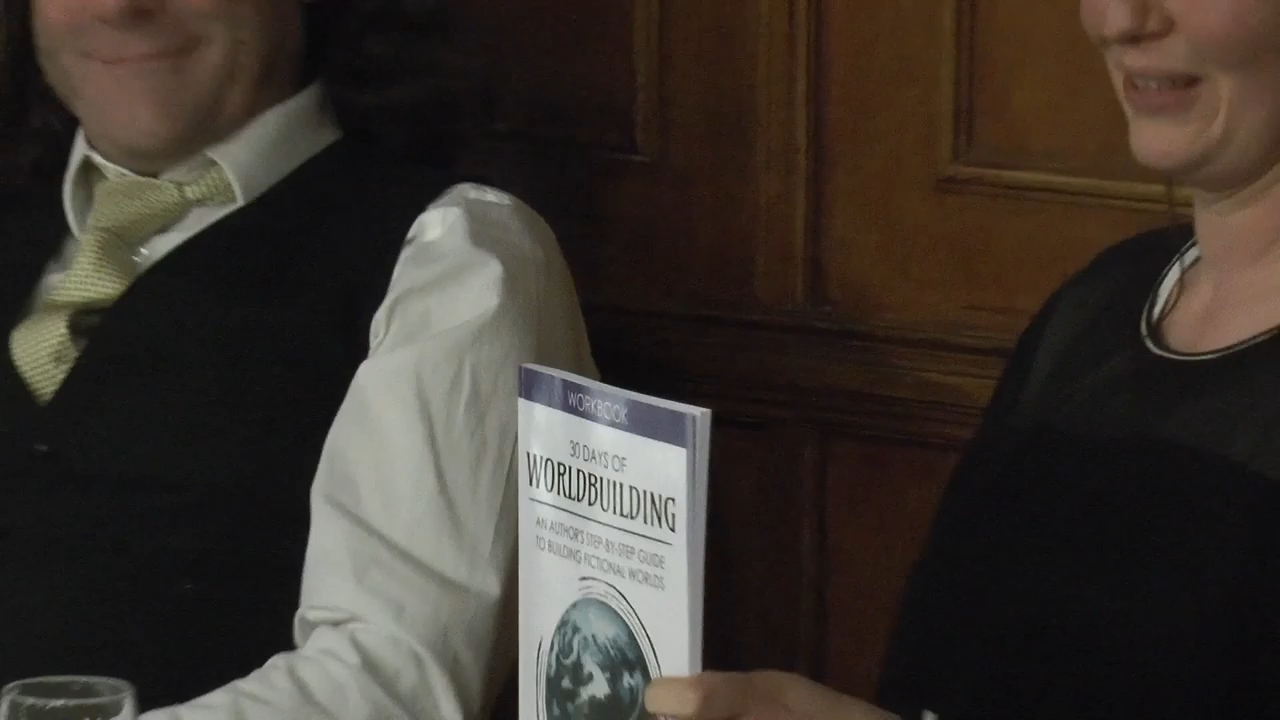 WORKBOOK
30 DAYS OF
WORLDBUILDING
AN AUTHOR'S STEP-BY-STEP GUIDE
TO BUILDING FICTIONAL WORLDS